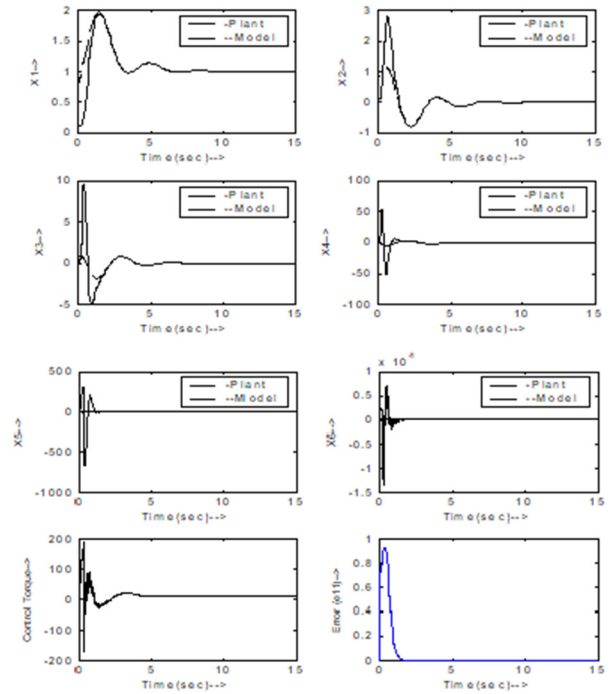 2
1.5
1
0.5
0
0 5 10 15
X1-->
Time(sec)-->
-Plant
--Model
3
2
1
0
-1
0 5 10 15
X2-->
Time(sec)-->
-Plant
--Model
10
5
0
-5
0 5 10 15
X3-->
Time(sec)-->
-Plant
--Model
100
50
0
-50
-100
0 5 10 15
X4-->
Time(sec)-->
-Plant
--Model
500
0
-500
-1000
0 5 10 15
X5-->
Time(sec)-->
-Plant
--Model
x 10
1
0.5
0
-0.5
-1
-1.5
0 5 10 15
X6-->
Time(sec)-->
-Plant
--Model
200
100
0
-100
-200
0 5 10 15
Control Torque-->
Time(sec)-->
1
0.8
0.6
0.4
0.2
0
0 5 10 15
Error (e11)-->
Time(sec)-->